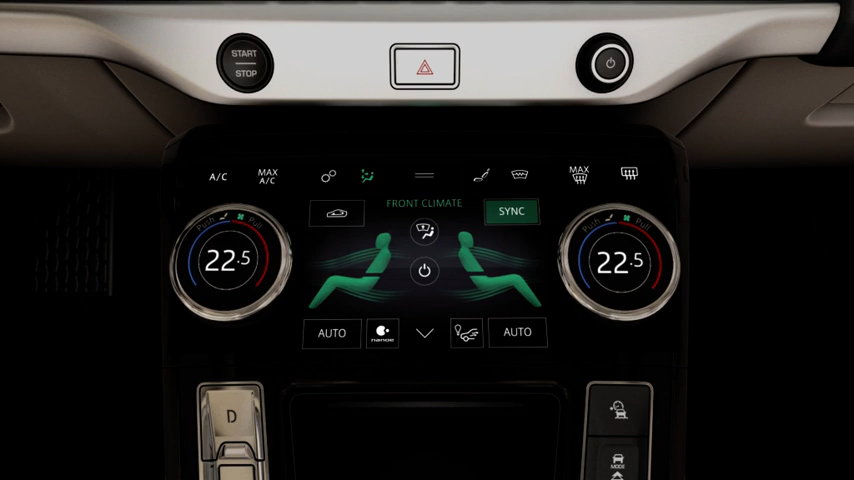 START
STOP
A/C
MAX
A/C
MAX
FRONT CLIMATE
SYNC
Push
Pull
22.5
Push
Pull
22.5
AUTO
nanoe
AUTO
D
MODE